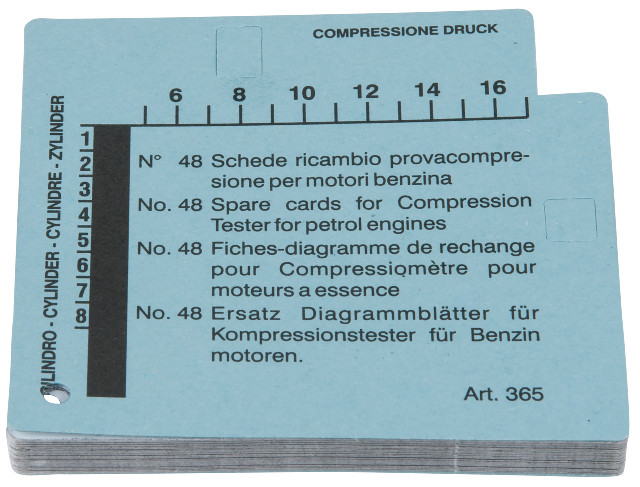 COMPRESSIONE DRUCK
6 8 10 12 14 16
1
2
3
4
5
6
7
8
CYLINDER - CYLINDRE - ZYLINDER
N° 48 Schede ricambio provacompre-
sione per motori benzina
No. 48 Spare cards for Compression
Tester for petrol engines
No. 48 Fiches-diagramme de rechange
pour Compressiomètre pour
moteurs a essence
No. 48 Ersatz Diagrammblätter für
Kompressionstester für Benzin
motoren.
Art. 365